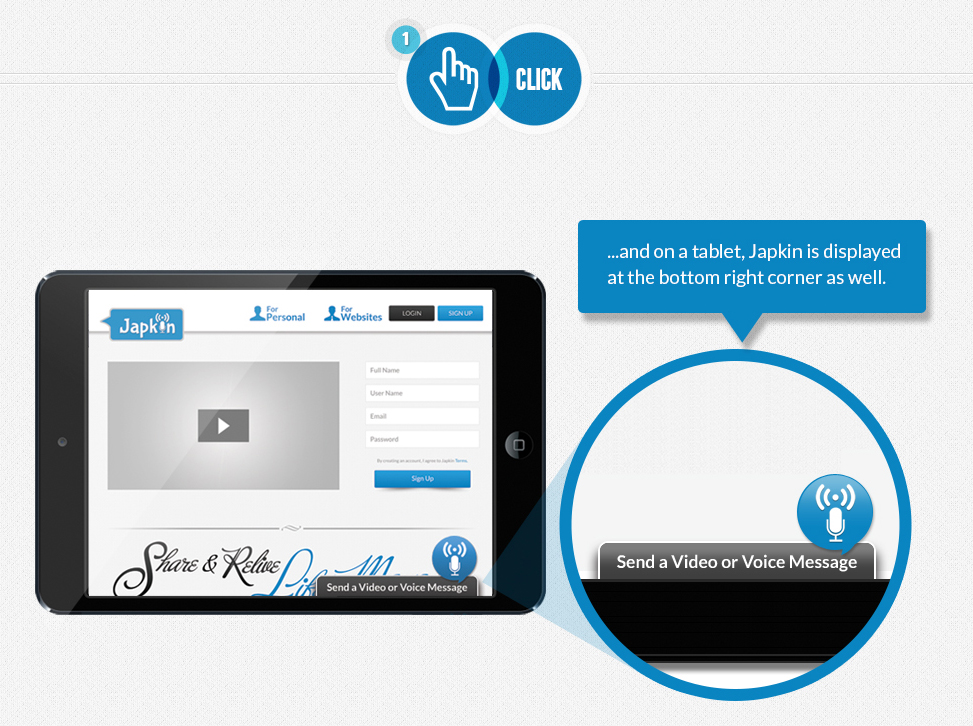 1
CLICK
...and on a tablet, Japkin is displayed
at the bottom right corner as well.
Japkin
For
Personal
For
Websites
LOGIN
SIGN UP
Full Name
User Name
Email
Password
By creating an account, I agree to Japkin Terms.
Sign Up
Share & Relive
Send a Video or Voice Message
Send a Video or Voice Message